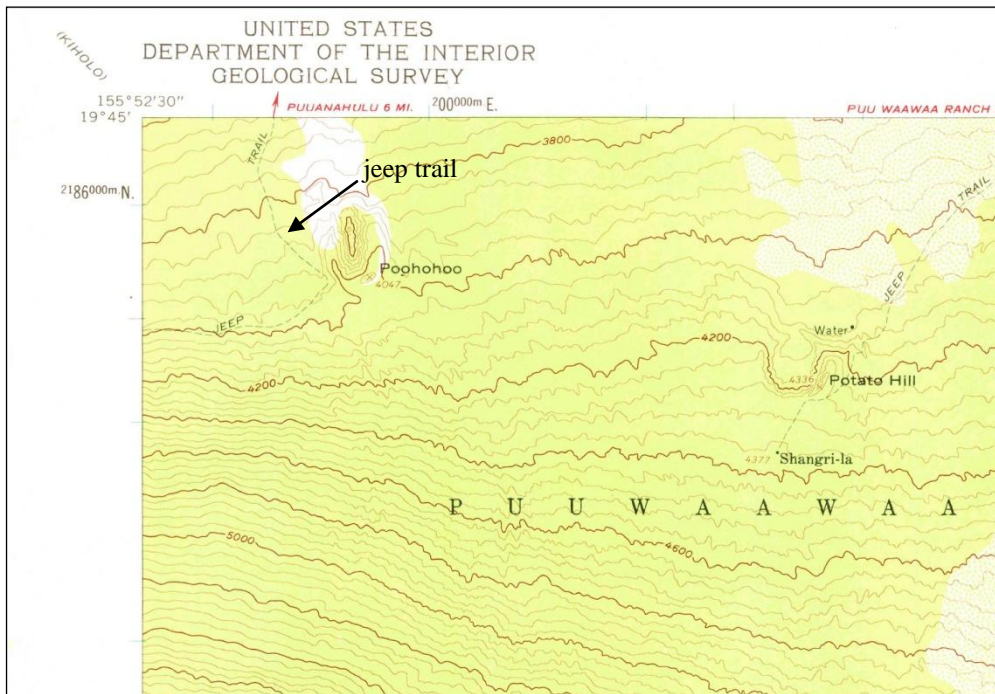 UNITED STATES
DEPARTMENT OF THE INTERIOR
GEOLOGICAL SURVEY
(KIHOLO)
155°52'30"
PUUANAHULU 6 MI.
200000m E.
PUU WAAWAA RANCH
19°45'
TRAIL
3800
jeep trail
2186000m N.
TRAIL
Poohohoo
4047
JEEP
JEEP
Water
4200
4200
4336
Potato Hill
4377
Shangri-la
PUUWAAWAA
5000
4600